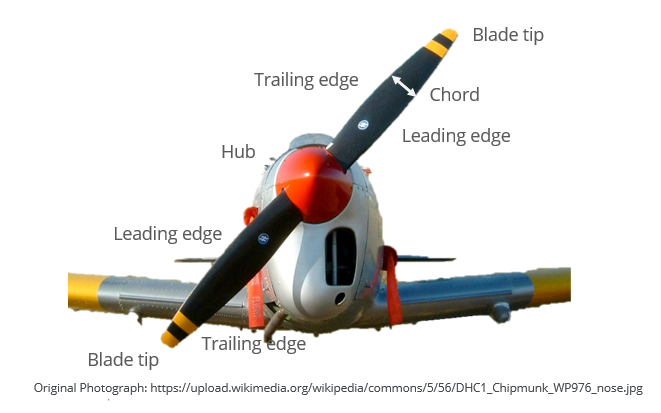 Blade tip
Trailing edge
Chord
Leading edge
Hub
Leading edge
Trailing edge
Blade tip
Original Photograph: https://upload.wikimedia.org/wikipedia/commons/5/56/DHC1_Chipmunk_WP976_nose.jpg